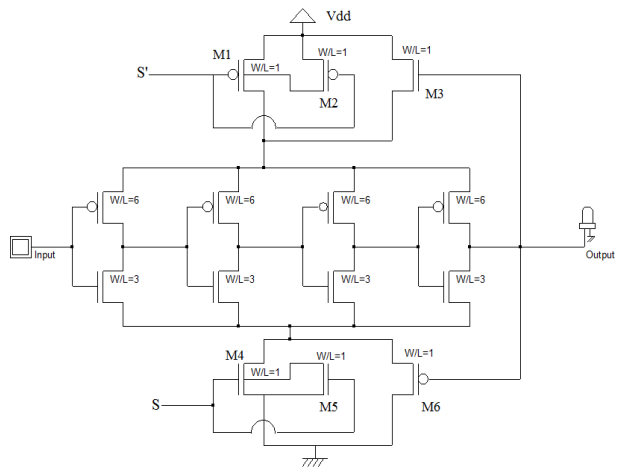 Vdd
M1
W/L=1
W/L=1
S'
W/L=1
M2
M3
W/L=6
W/L=6
W/L=6
W/L=6
Input
Output
W/L=3
W/L=3
W/L=3
W/L=3
M4
W/L=1
W/L=1
W/L=1
S
M5
M6